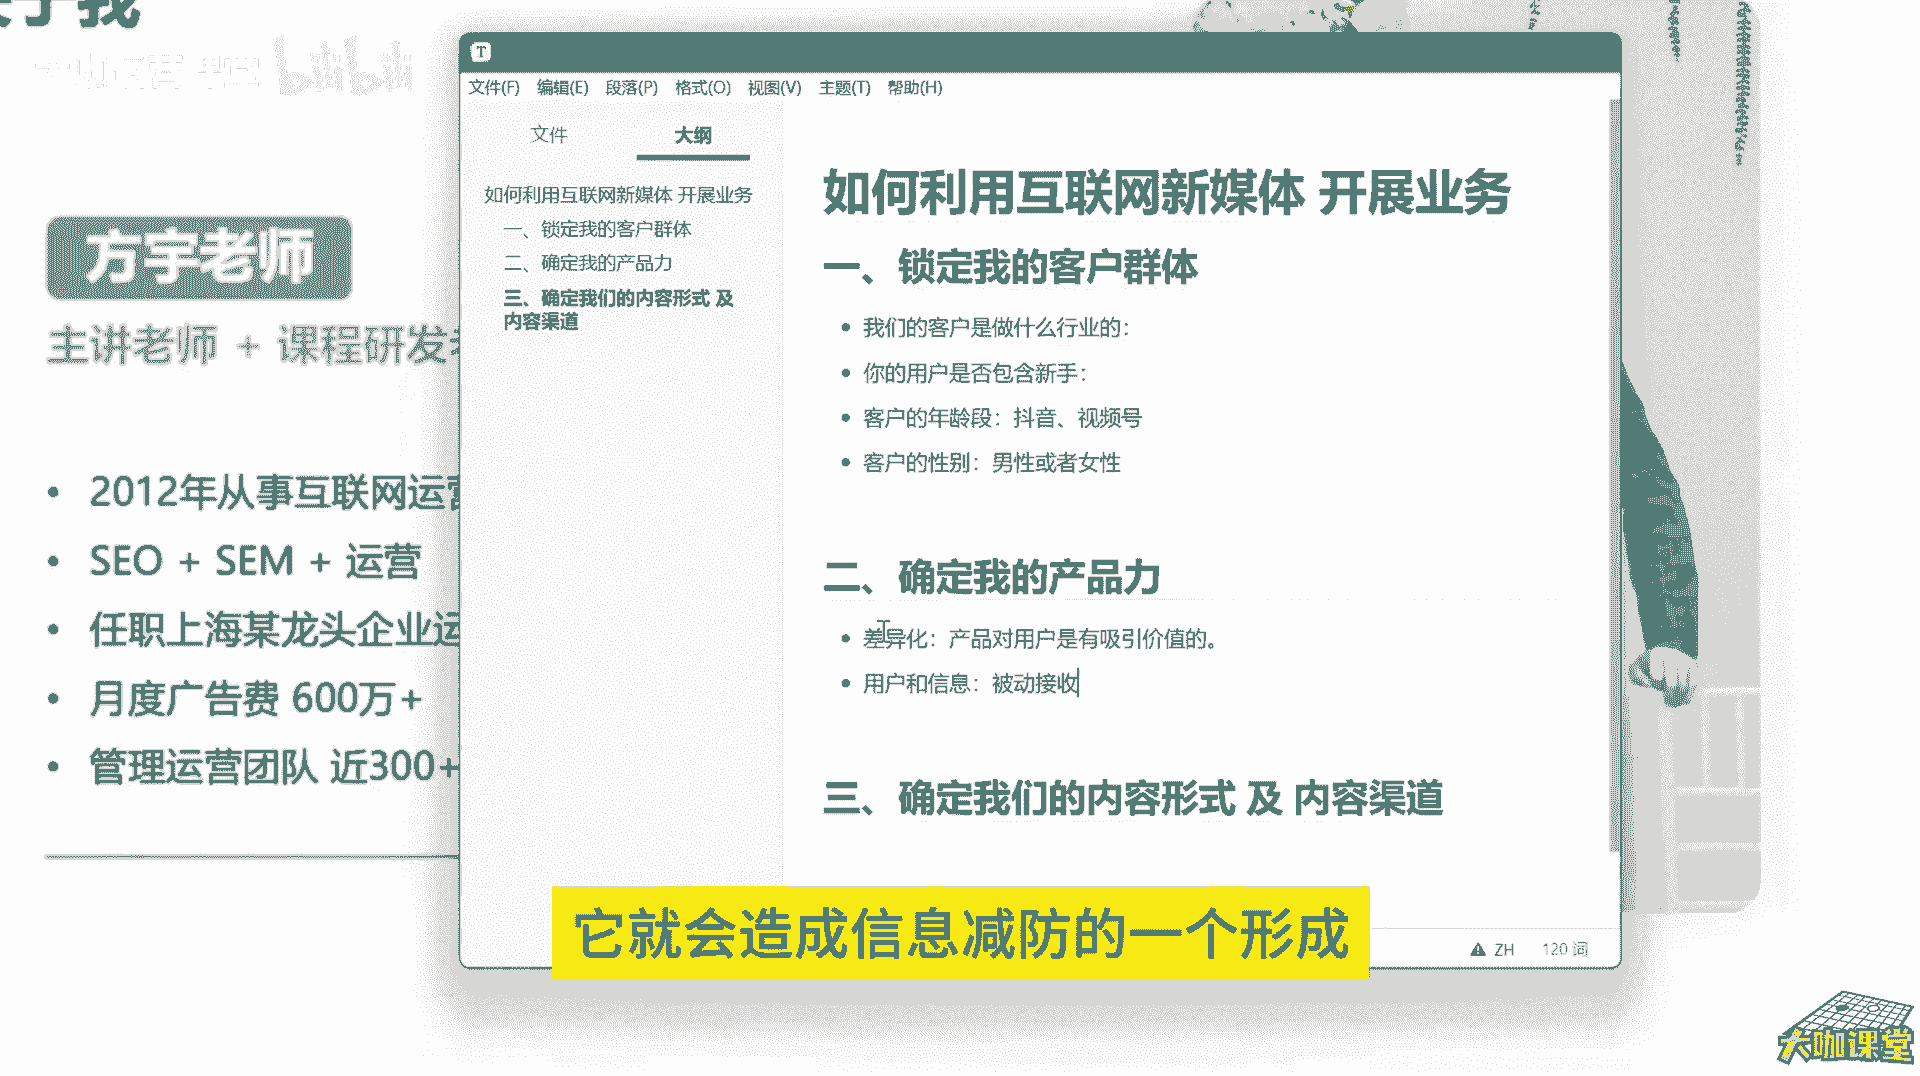 关于我
bilibili
方宇老师
主讲老师 + 课程研发
2012年从事互联网运营
SEO + SEM + 运营
任职上海某龙头企业运
月度广告费 600万+
管理运营团队 近300+
T
文件(F) 编辑(E) 段落(P) 格式(O) 视图(V) 主题(T) 帮助(H)
文件 大纲
如何利用互联网新媒体 开展业务
一、锁定我的客户群体
二、确定我的产品力
三、确定我们的内容形式 及
内容渠道
如何利用互联网新媒体 开展业务
一、锁定我的客户群体
我们的客户是做什么行业的：
你的用户是否包含新手：
客户的年龄段：抖音、视频号
客户的性别：男性或者女性
二、确定我的产品力
差异化：产品对用户是有吸引价值的。
用户和信息：被动接收
三、确定我们的内容形式 及 内容渠道
ZH 120 词
它就会造成信息减防的一个形成
大咖课堂